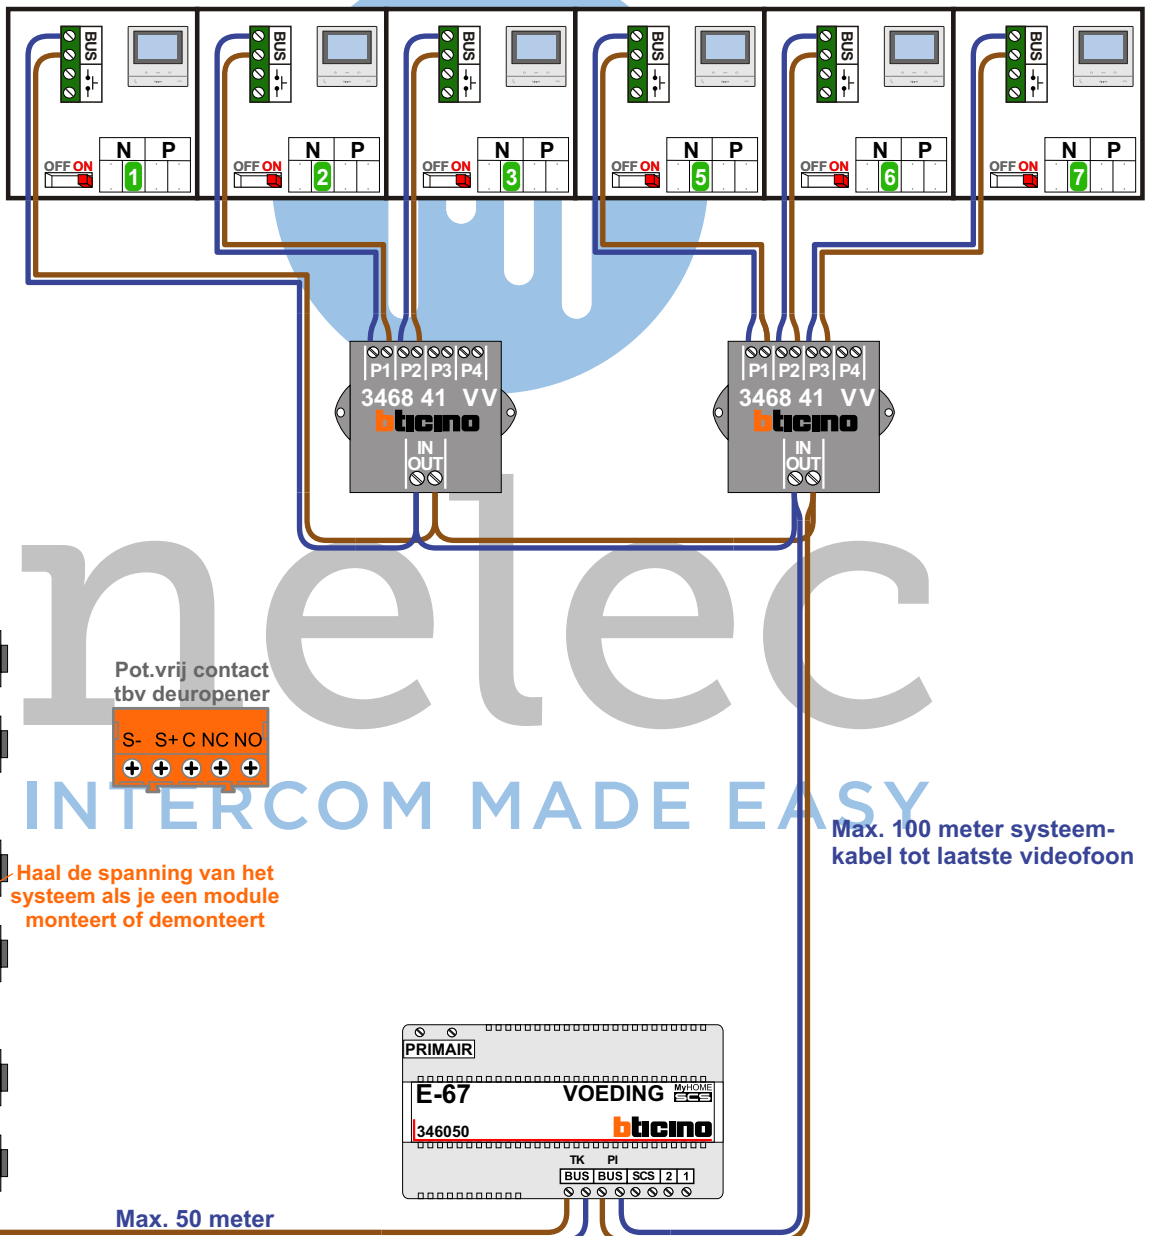 BUS BUS BUS BUS BUS BUS
N P N P N P N P N P N P
OFF ON 1 OFF ON 2 OFF ON 3 OFF ON 5 OFF ON 6 OFF ON 7
P1 P2 P3 P4 P1 P2 P3 P4
3468 41 VV 3468 41 VV
bticino bticino
IN IN
OUT OUT
nelec
Pot.vrij contact
tbv deuropener
S- S+ C NC NO
INTERCOM MADE EASY
Max. 100 meter systeem-
kabel tot laatste videofoon
Haal de spanning van het
systeem als je een module
monteert of demonteert
PRIMAIR
E-67 VOEDING MyHOME
SCS
346050 bticino
TK PI
BUS BUS SCS 2 1
Max. 50 meter